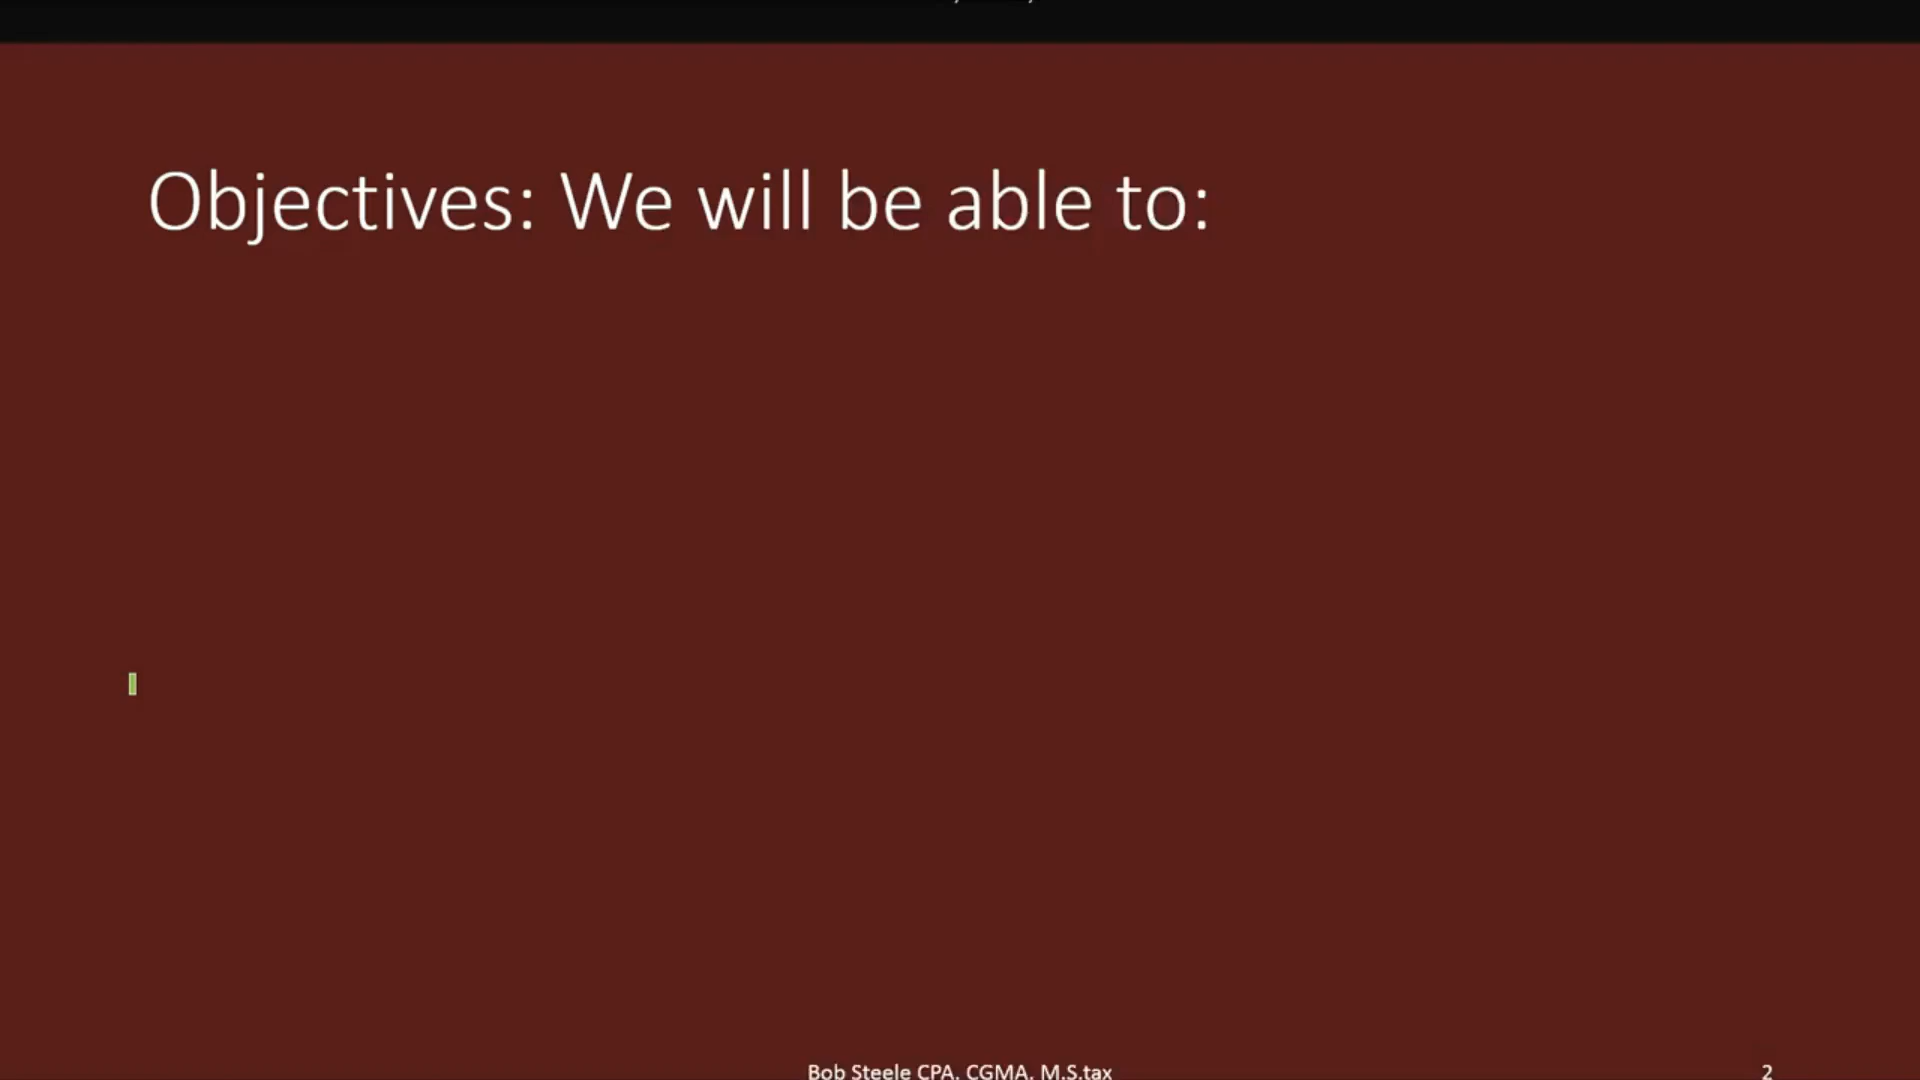 Objectives: We will be able to:
Bob Steele CPA, CGMA, M.S.tax
2